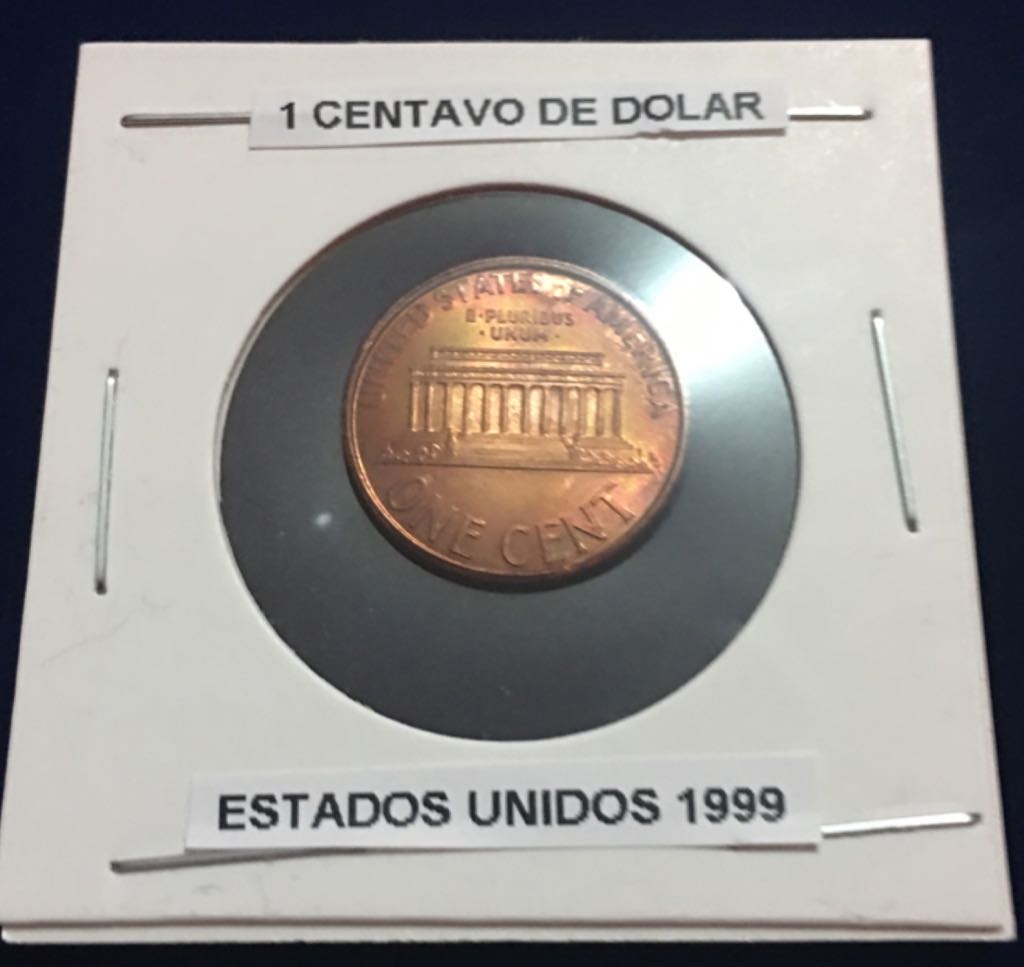 1 CENTAVO DE DOLAR
UNITED STATES OF AMERICA
E·PLURIBUS
·UNUM·
ONE CENT
ESTADOS UNIDOS 1999